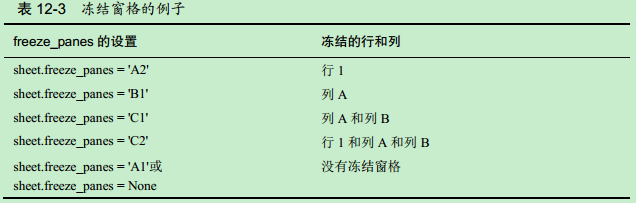 表 12-3 冻结窗格的例子
freeze_panes 的设置 冻结的行和列
sheet.freeze_panes = 'A2' 行 1
sheet.freeze_panes = 'B1' 列 A
sheet.freeze_panes = 'C1' 列 A 和列 B
sheet.freeze_panes = 'C2' 行 1 和列 A 和列 B
sheet.freeze_panes = 'A1'或 没有冻结窗格
sheet.freeze_panes = None